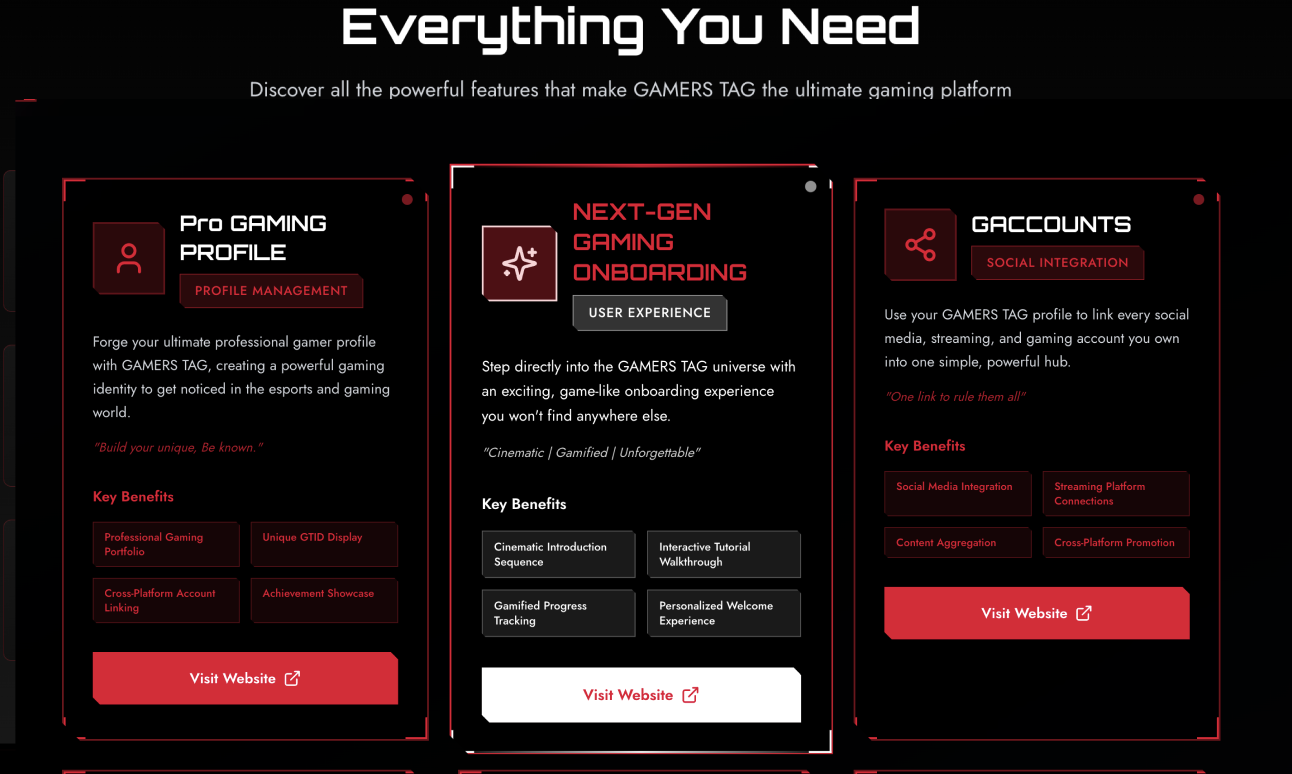 Everything You Need
Discover all the powerful features that make GAMERS TAG the ultimate gaming platform
Pro GAMING
PROFILE
PROFILE MANAGEMENT
Forge your ultimate professional gamer profile
with GAMERS TAG, creating a powerful gaming
identity to get noticed in the esports and gaming
world.
"Build your unique, Be known."
Key Benefits
Professional Gaming
Portfolio
Unique GTID Display
Cross-Platform Account
Linking
Achievement Showcase
Visit Website
NEXT-GEN
GAMING
ONBOARDING
USER EXPERIENCE
Step directly into the GAMERS TAG universe with
an exciting, game-like onboarding experience
you won't find anywhere else.
"Cinematic | Gamified | Unforgettable"
Key Benefits
Cinematic Introduction
Sequence
Interactive Tutorial
Walkthrough
Gamified Progress
Tracking
Personalized Welcome
Experience
Visit Website
GACCOUNTS
SOCIAL INTEGRATION
Use your GAMERS TAG profile to link every social
media, streaming, and gaming account you own
into one simple, powerful hub.
"One link to rule them all"
Key Benefits
Social Media Integration
Streaming Platform
Connections
Content Aggregation
Cross-Platform Promotion
Visit Website